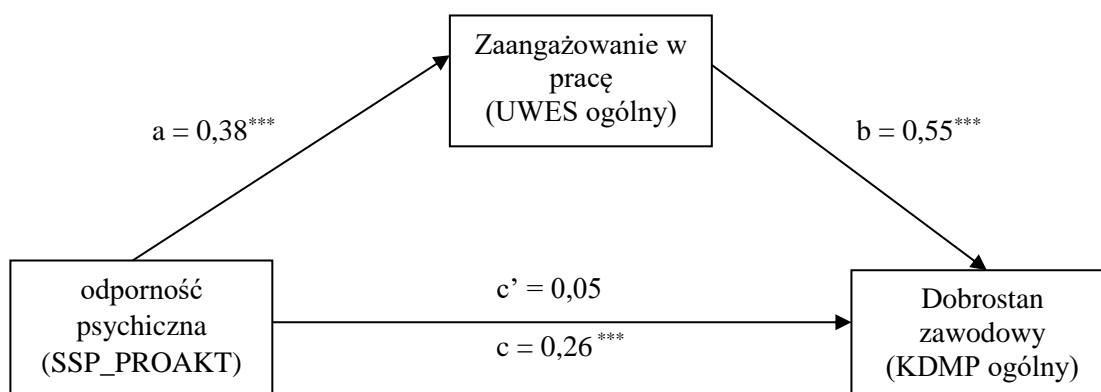 Zaangażowanie w
pracę
(UWES ogólny)
a = 0,38***
b = 0,55***
odporność
psychiczna
(SSP_PROAKT)
c’ = 0,05
c = 0,26 ***
Dobrostan
zawodowy
(KDMP ogólny)